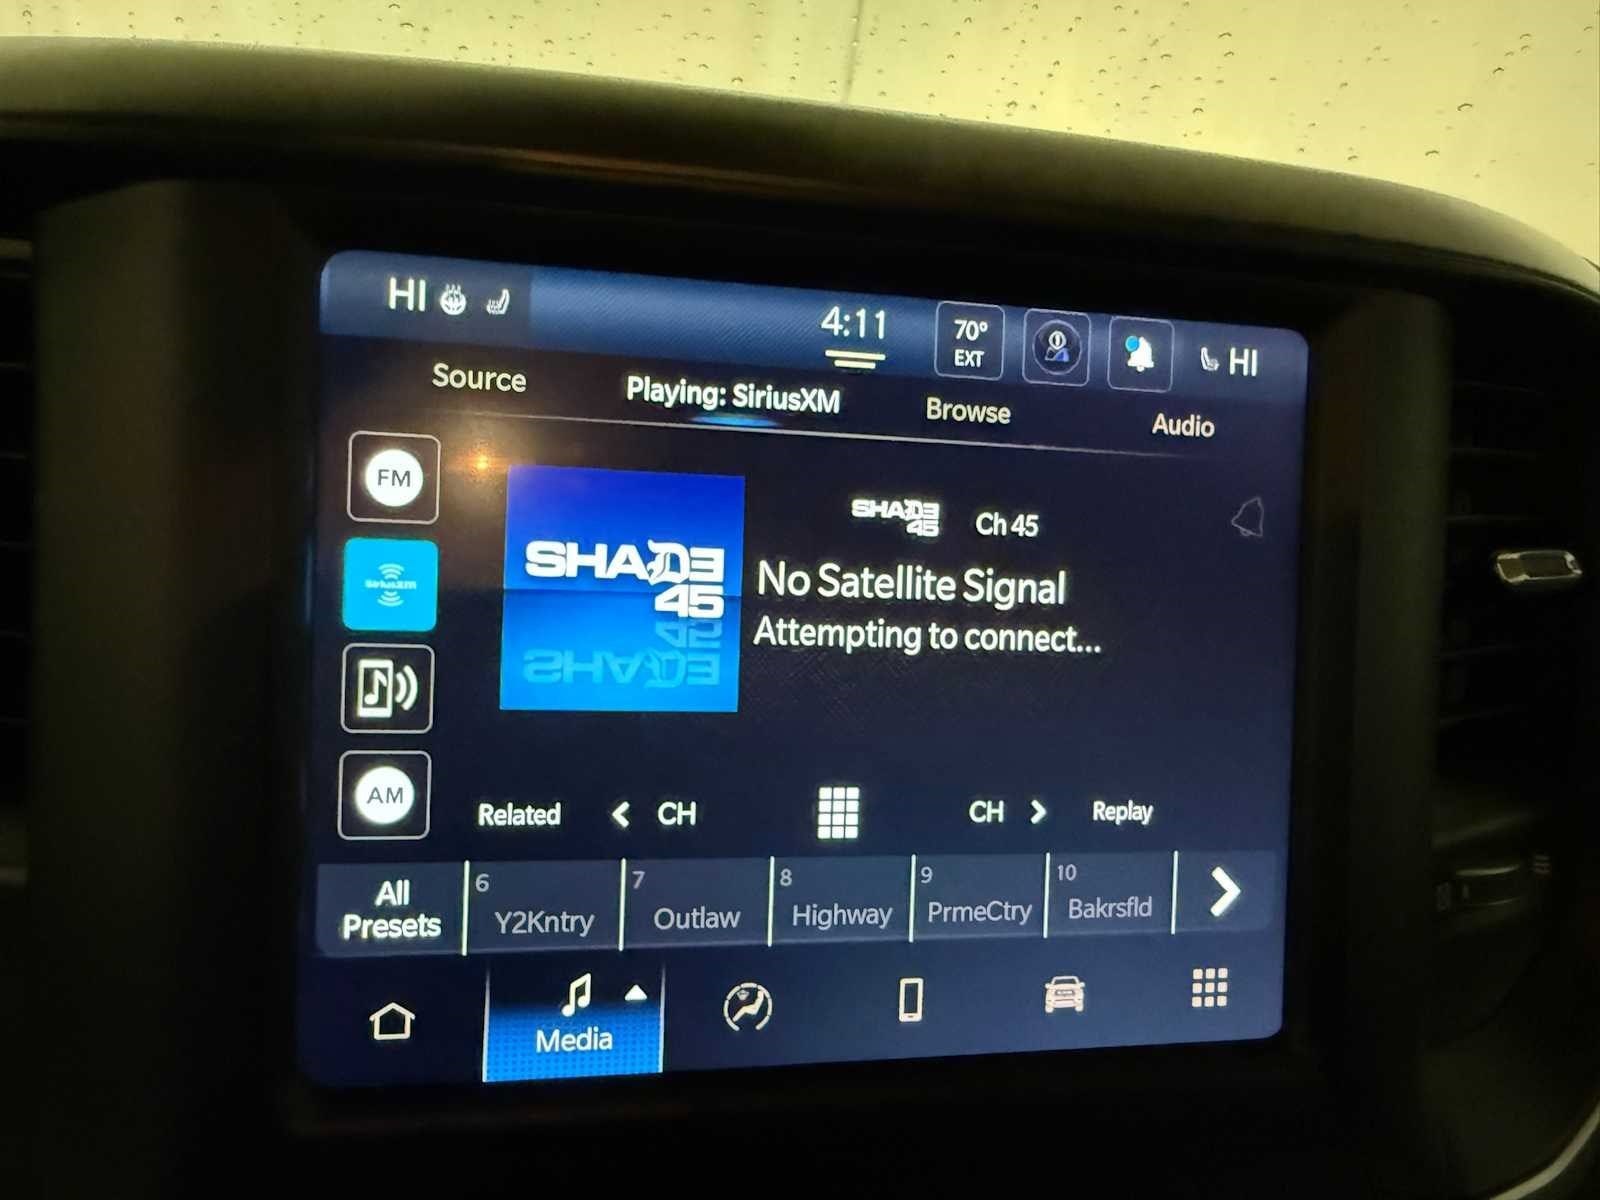 HI
4:11
70°
EXT
HI
Source
Playing: SiriusXM
Browse
Audio
FM
SiriusXM
AM
SHADE
45
SHADE
45
Ch 45
No Satellite Signal
Attempting to connect...
Related
CH
CH
Replay
All
Presets
6
Y2Kntry
7
Outlaw
8
Highway
9
PrmeCtry
10
Bakrsfld
Media